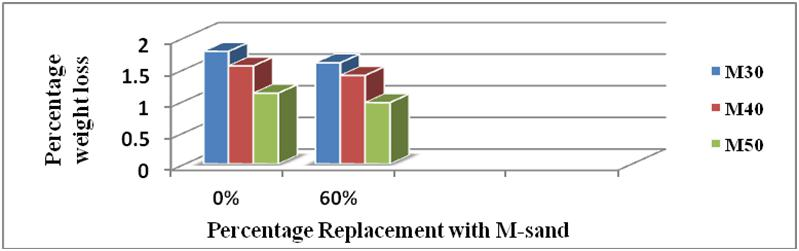 Percentage
weight loss
2
1.5
1
0.5
0
0%
60%
Percentage Replacement with M-sand
M30
M40
M50